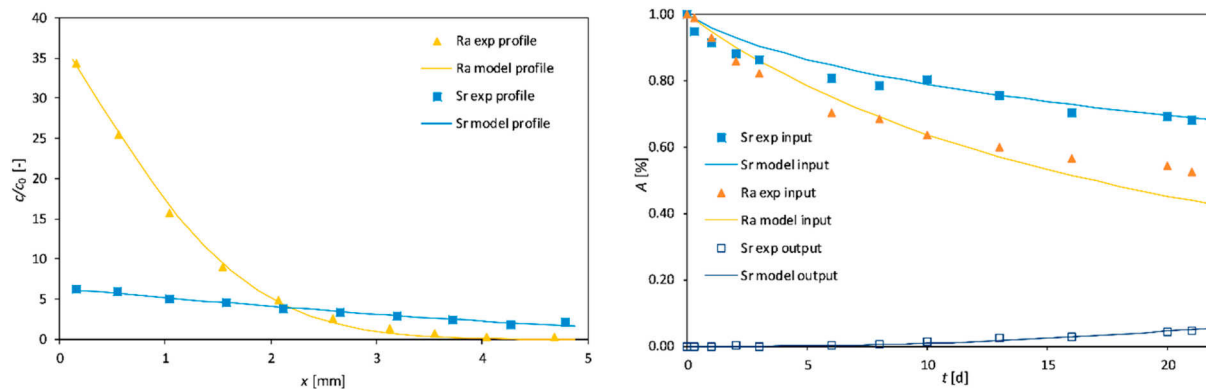 40
35
30
25
20
15
10
5
0
c/c₀ [-]
Ra exp profile
Ra model profile
Sr exp profile
Sr model profile
0
1
2
3
4
5
x [mm]
1.00
0.80
0.60
0.40
0.20
0.00
A [%]
Sr exp input
Sr model input
Ra exp input
Ra model input
Sr exp output
Sr model output
0
5
10
15
20
t [d]